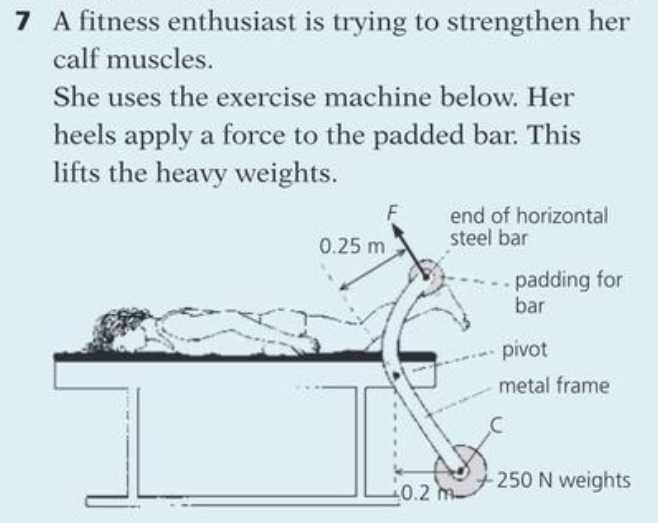 7 A fitness enthusiast is trying to strengthen her
calf muscles.
She uses the exercise machine below. Her
heels apply a force to the padded bar. This
lifts the heavy weights.
F
end of horizontal
steel bar
0.25 m
padding for
bar
pivot
metal frame
C
250 N weights
0.2 m